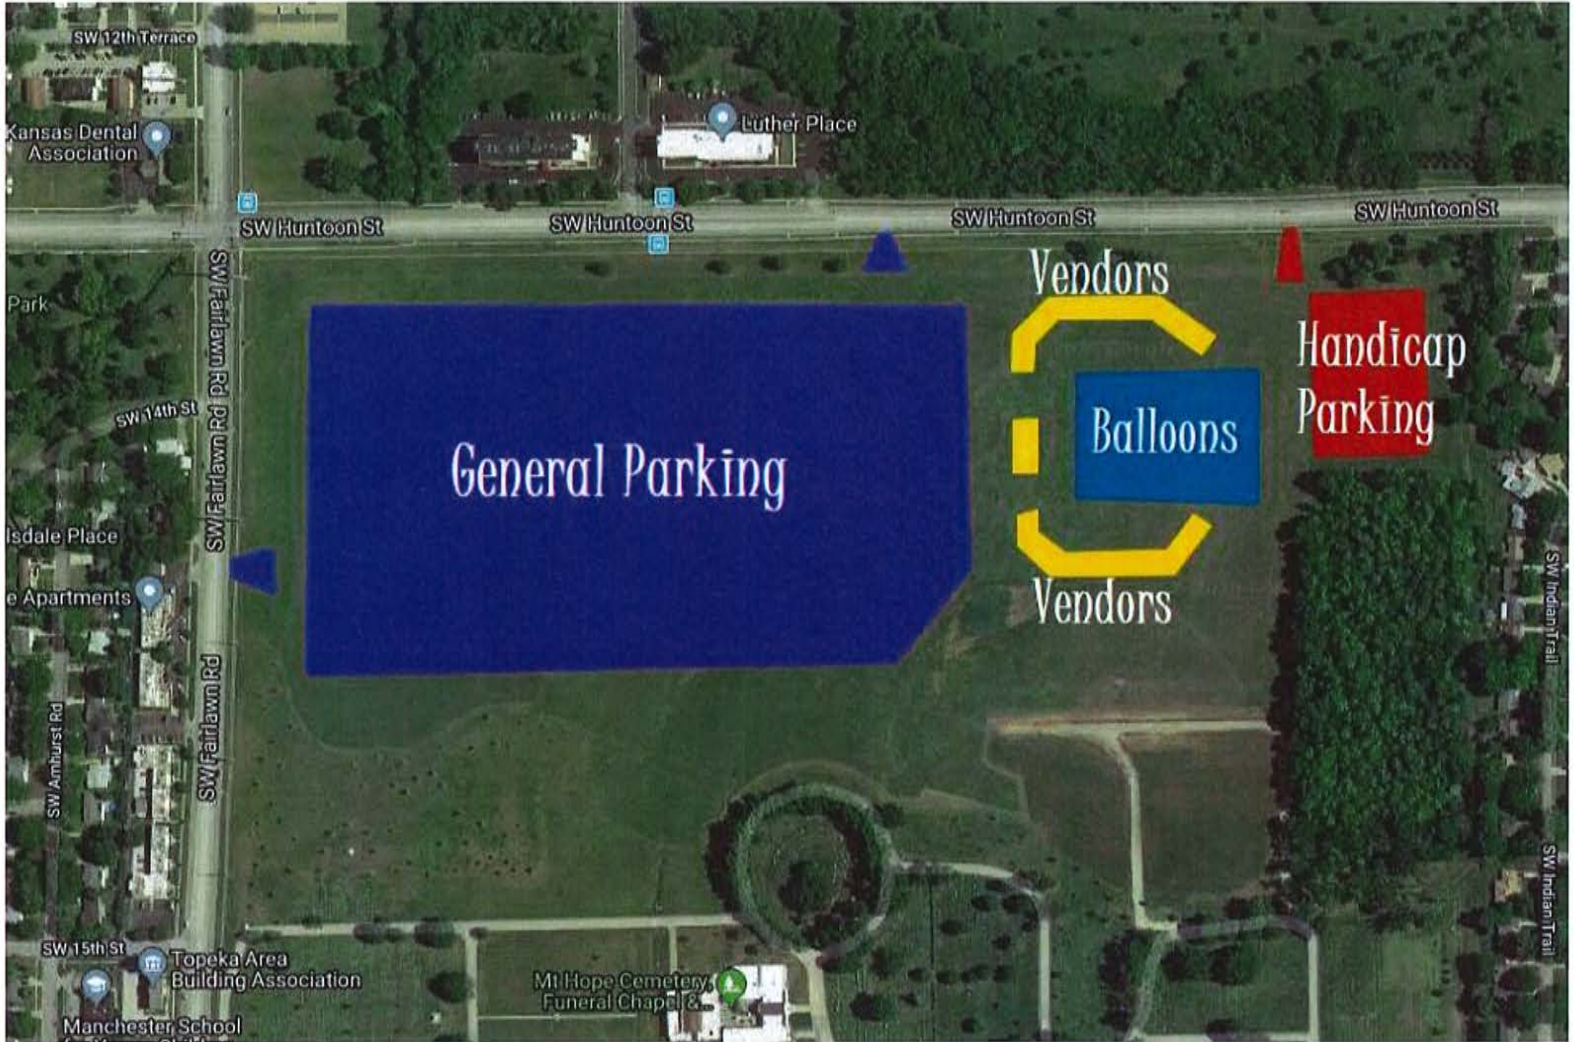 SW 12th Terrace
Kansas Dental
Association
Luther Place
SW Huntoon St
SW Huntoon St
SW Huntoon St
SW Huntoon St
Vendors
Park
SW Fairlawn Rd
Handicap
Parking
SW 14th St
SW Fairlawn Rd
Balloons
General Parking
lsdale Place
e Apartments
Vendors
SW Indian Trail
SW Fairlawn Rd
SW Amhurst Rd
SW Indian Trail
SW 15th St
Topeka Area
Building Association
Mt Hope Cemetery,
Funeral Chapel &...
Manchester School